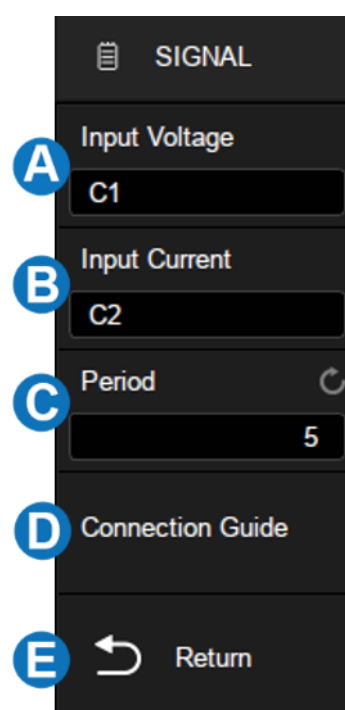 SIGNAL
A
Input Voltage
C1
B
Input Current
C2
C
Period
5
D
Connection Guide
E
Return